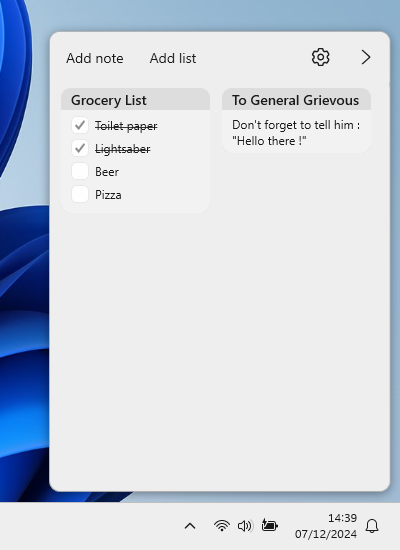 Add note
Add list
Grocery List
Toilet paper
Lightsaber
Beer
Pizza
To General Grievous
Don't forget to tell him :
"Hello there !"
14:39
07/12/2024